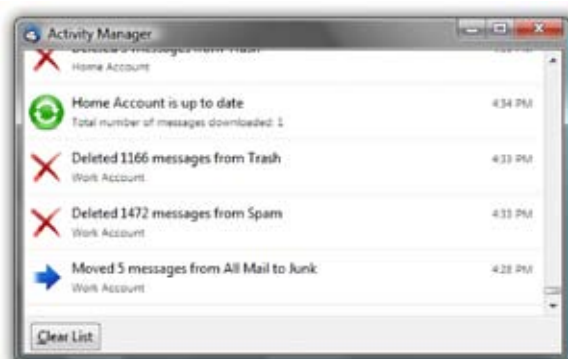 Activity Manager
Home Account
Home Account is up to date
4:34 PM
Total number of messages downloaded: 1
Deleted 1166 messages from Trash
4:33 PM
Work Account
Deleted 1472 messages from Spam
4:33 PM
Work Account
Moved 5 messages from All Mail to Junk
4:28 PM
Work Account
Clear List